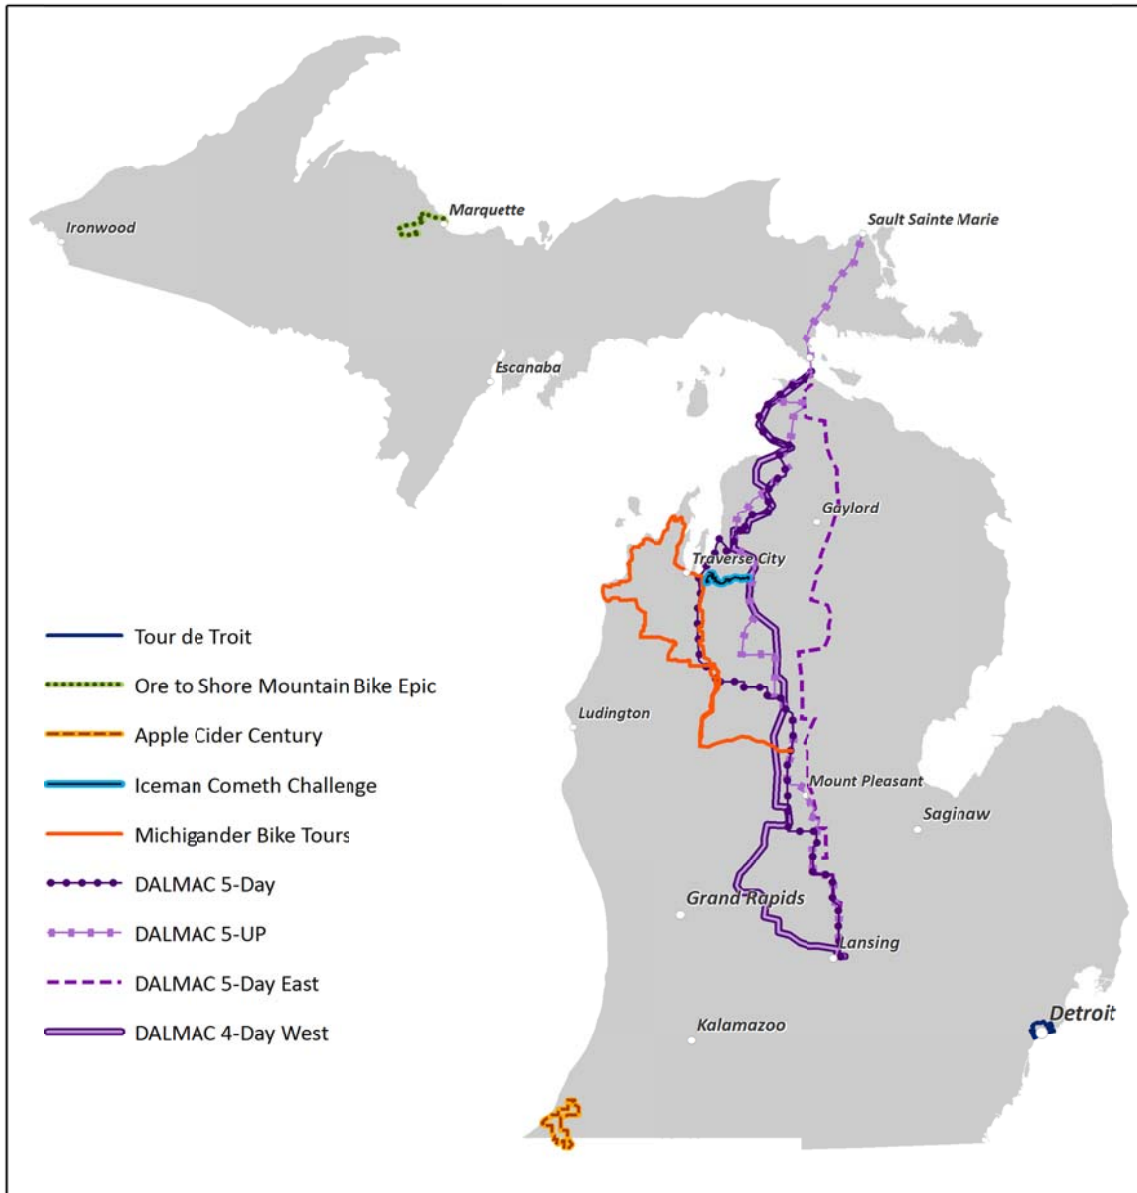 Marquette
Ironwood
Sault Sainte Marie
Escanaba
Gaylord
Traverse City
Tour de Troit
Ore to Shore Mountain Bike Epic
Apple Cider Century
Ludington
Iceman Cometh Challenge
Mount Pleasant
Saginaw
Michigander Bike Tours
DALMAC 5-Day
Grand Rapids
DALMAC 5-UP
Lansing
DALMAC 5-Day East
Detroit
Kalamazoo
DALMAC 4-Day West